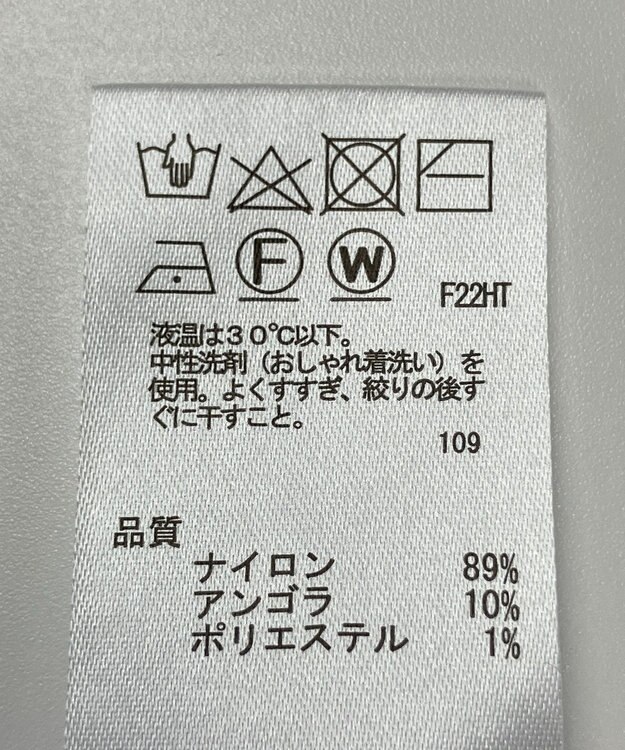 F
W
F22HT
液温は30℃以下。
中性洗剤（おしゃれ着洗い）を
使用。よくすすぎ、絞りの後す
ぐに干すこと。
109
品質
ナイロン 89%
アンゴラ 10%
ポリエステル 1%